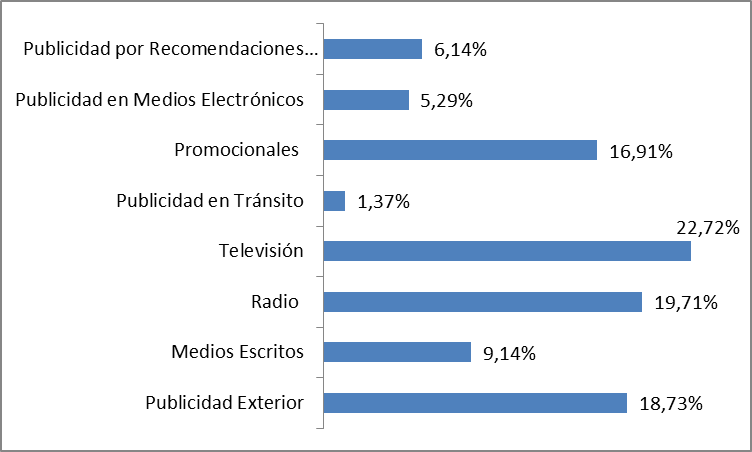 Publicidad por Recomendaciones... 6,14%
Publicidad en Medios Electrónicos 5,29%
Promocionales 16,91%
Publicidad en Tránsito 1,37%
Televisión 22,72%
Radio 19,71%
Medios Escritos 9,14%
Publicidad Exterior 18,73%